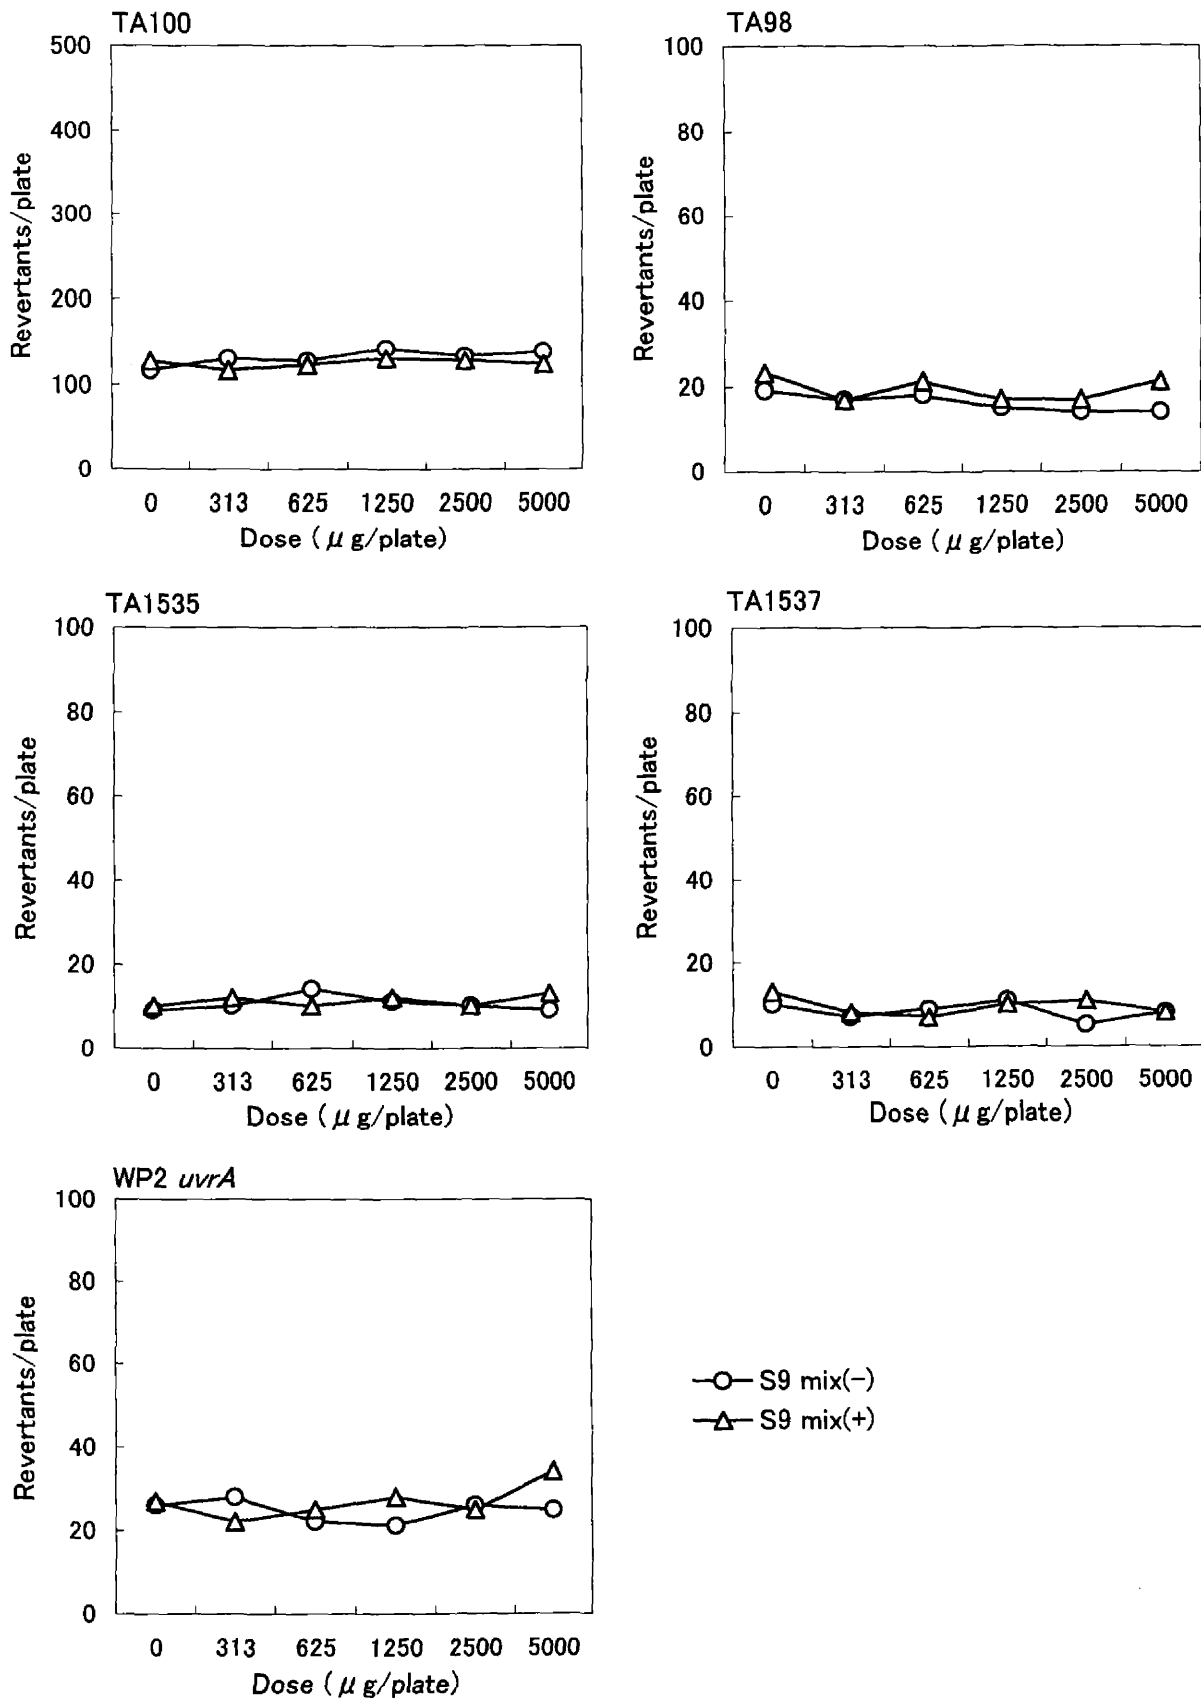 TA100
500
400
300
200
100
0
Revertants/plate
0 313 625 1250 2500 5000
Dose ( μ g/plate)
TA98
100
80
60
40
20
0
Revertants/plate
0 313 625 1250 2500 5000
Dose ( μ g/plate)
TA1535
100
80
60
40
20
0
Revertants/plate
0 313 625 1250 2500 5000
Dose ( μ g/plate)
TA1537
100
80
60
40
20
0
Revertants/plate
0 313 625 1250 2500 5000
Dose ( μ g/plate)
WP2 uvrA
100
80
60
40
20
0
Revertants/plate
0 313 625 1250 2500 5000
Dose ( μ g/plate)
S9 mix(-)
S9 mix(+)